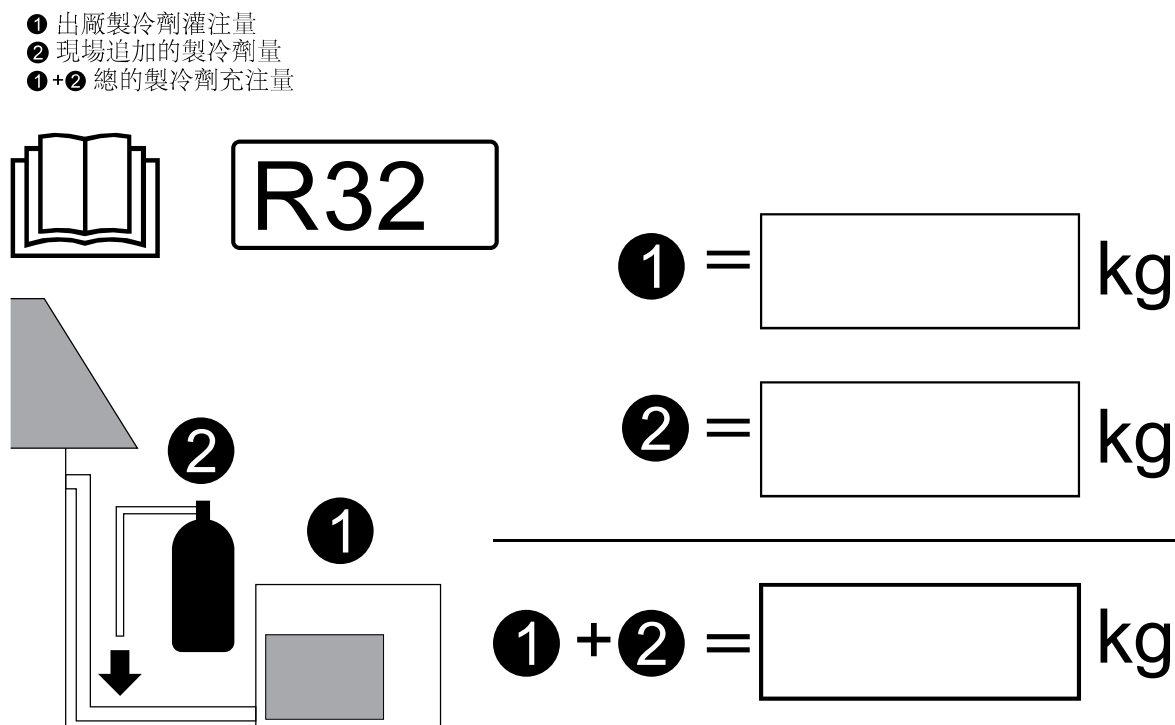 ❶ 出廠製冷劑灌注量
❷ 現場追加的製冷劑量
❶+❷ 總的製冷劑充注量
R32
❶ = kg
❷ = kg
❷
❶
❶ + ❷ = kg